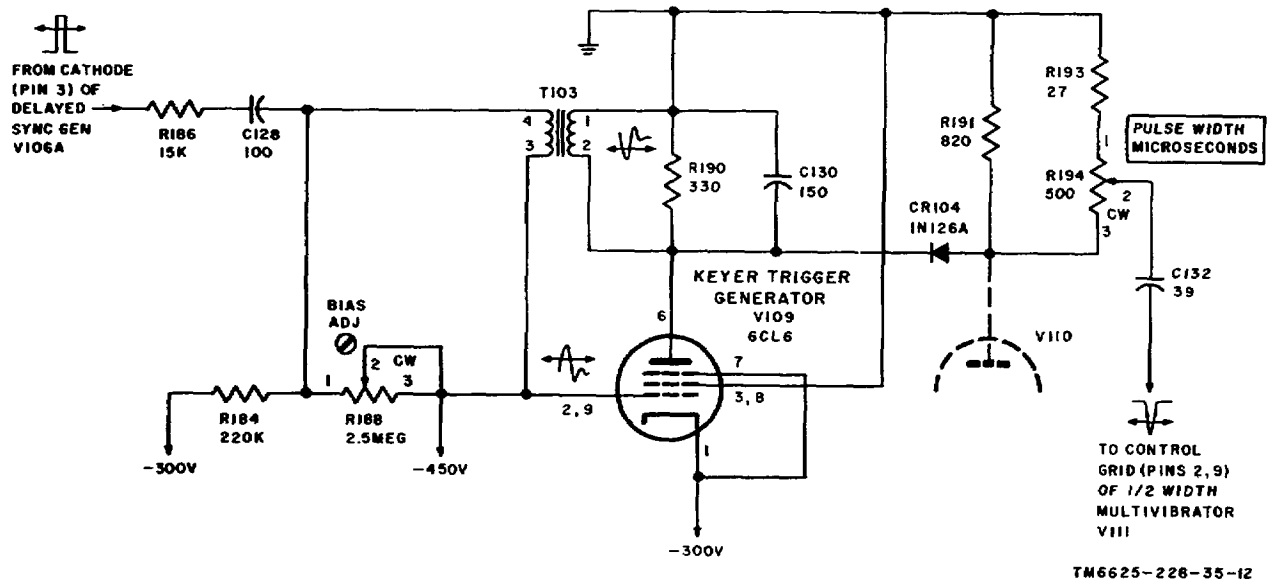 FROM CATHODE
(PIN 3) OF
DELAYED
SYNC GEN
V106A
R186
15K
C128
100
T103
4
3
1
2
R190
330
C130
150
R191
820
R193
27
1
R194
500
2
CW
3
PULSE WIDTH
MICROSECONDS
CR104
1N126A
C132
39
KEYER TRIGGER
GENERATOR
V109
6CL6
6
7
3,8
2,9
1
V110
BIAS
ADJ
2
CW
1
3
R184
220K
R188
2.5MEG
-300V
-450V
-300V
TO CONTROL
GRID (PINS 2,9)
OF 1/2 WIDTH
MULTIVIBRATOR
V111
TM6625-226-35-12